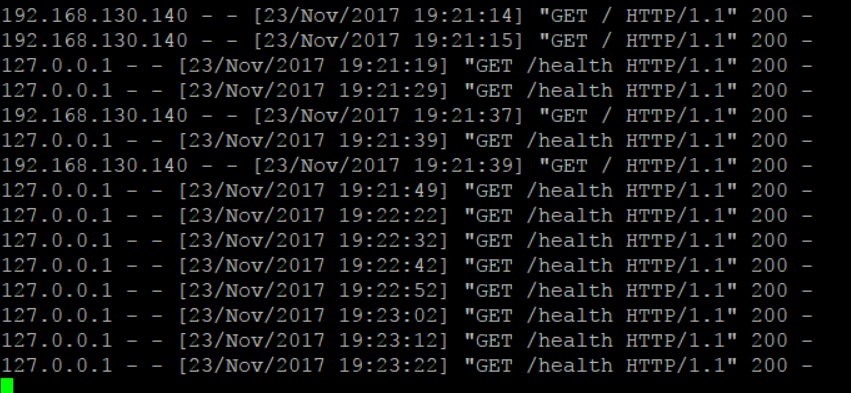 192.168.130.140 - - [23/Nov/2017 19:21:14] "GET / HTTP/1.1" 200 -
192.168.130.140 - - [23/Nov/2017 19:21:15] "GET / HTTP/1.1" 200 -
127.0.0.1 - - [23/Nov/2017 19:21:19] "GET /health HTTP/1.1" 200 -
127.0.0.1 - - [23/Nov/2017 19:21:29] "GET /health HTTP/1.1" 200 -
192.168.130.140 - - [23/Nov/2017 19:21:37] "GET / HTTP/1.1" 200 -
127.0.0.1 - - [23/Nov/2017 19:21:39] "GET /health HTTP/1.1" 200 -
192.168.130.140 - - [23/Nov/2017 19:21:39] "GET / HTTP/1.1" 200 -
127.0.0.1 - - [23/Nov/2017 19:21:49] "GET /health HTTP/1.1" 200 -
127.0.0.1 - - [23/Nov/2017 19:22:22] "GET /health HTTP/1.1" 200 -
127.0.0.1 - - [23/Nov/2017 19:22:32] "GET /health HTTP/1.1" 200 -
127.0.0.1 - - [23/Nov/2017 19:22:42] "GET /health HTTP/1.1" 200 -
127.0.0.1 - - [23/Nov/2017 19:22:52] "GET /health HTTP/1.1" 200 -
127.0.0.1 - - [23/Nov/2017 19:23:02] "GET /health HTTP/1.1" 200 -
127.0.0.1 - - [23/Nov/2017 19:23:12] "GET /health HTTP/1.1" 200 -
127.0.0.1 - - [23/Nov/2017 19:23:22] "GET /health HTTP/1.1" 200 -